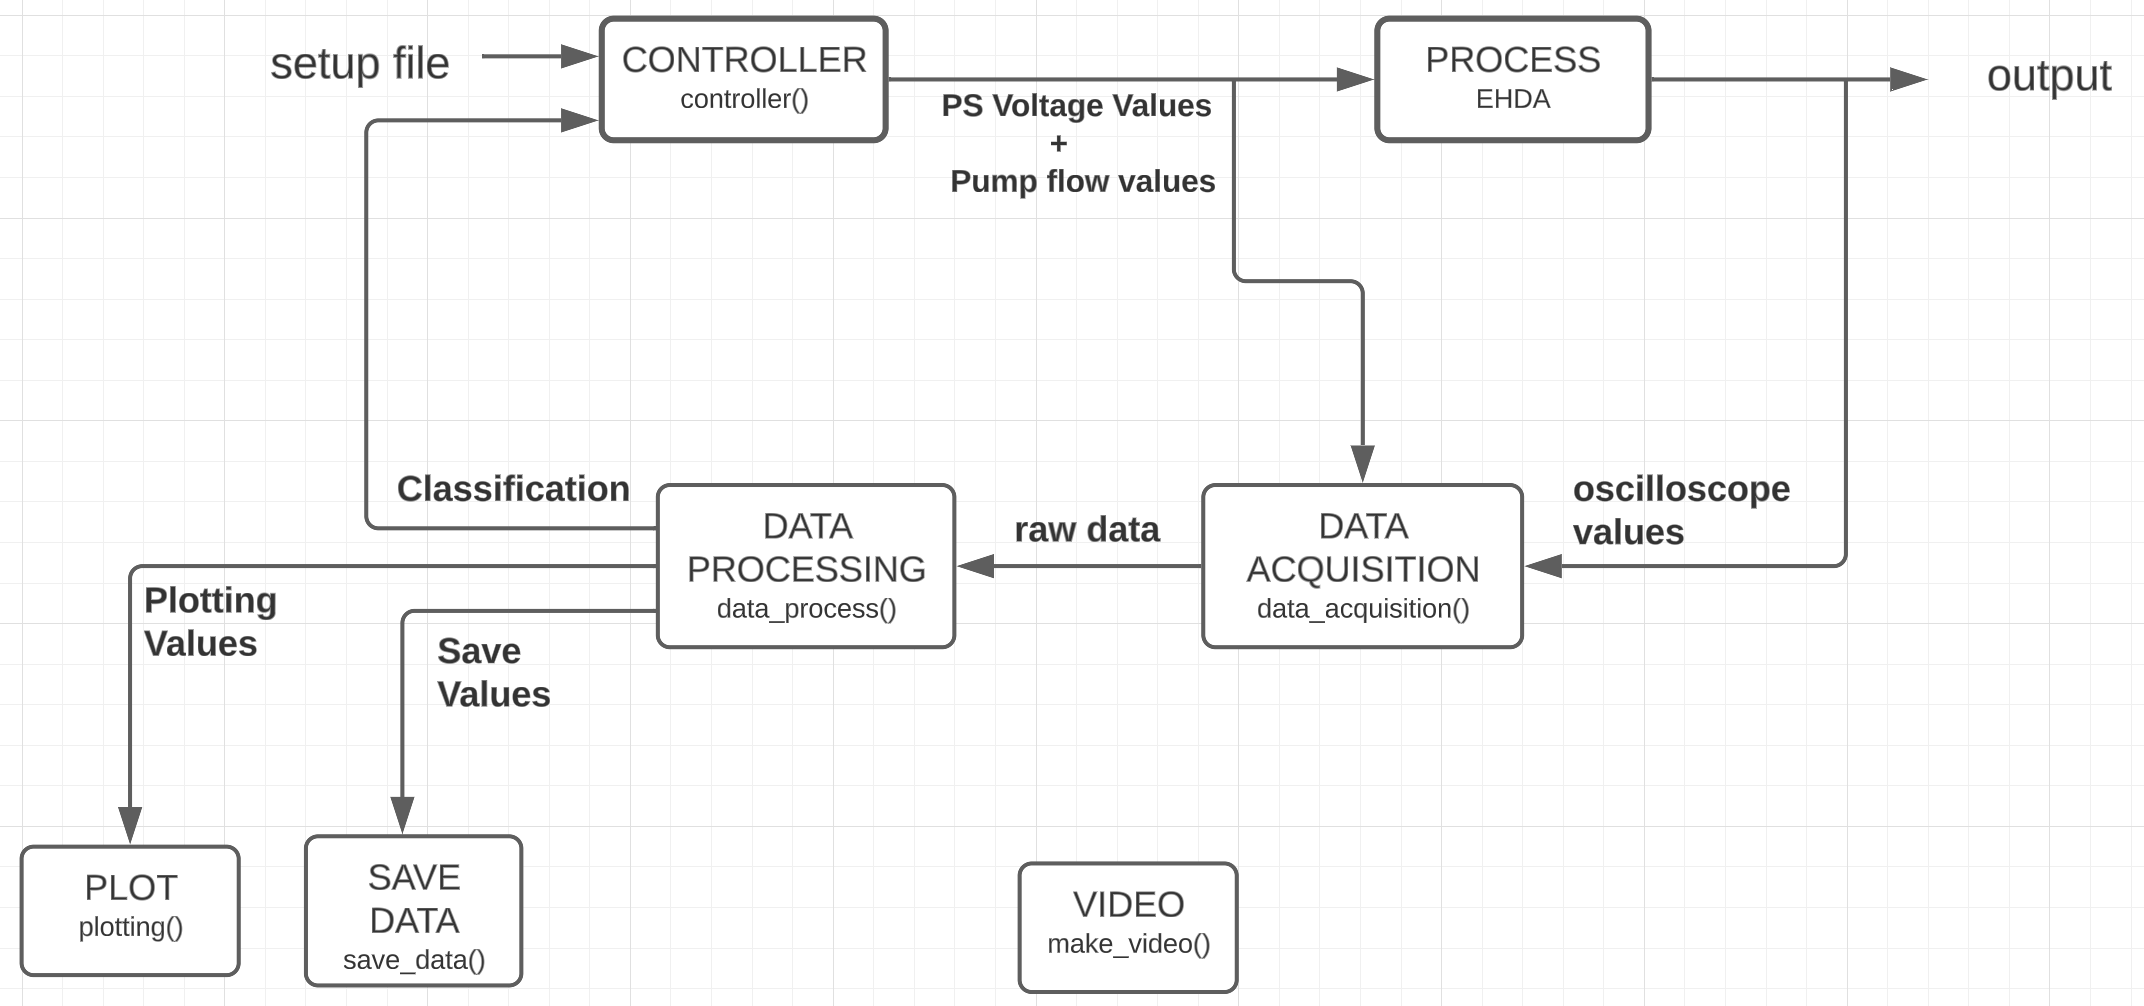 setup file
CONTROLLER
controller()
PS Voltage Values
+
Pump flow values
PROCESS
EHDA
output
Classification
DATA
PROCESSING
data_process()
raw data
DATA
ACQUISITION
data_acquisition()
oscilloscope
values
Plotting
Values
Save
Values
PLOT
plotting()
SAVE
DATA
save_data()
VIDEO
make_video()